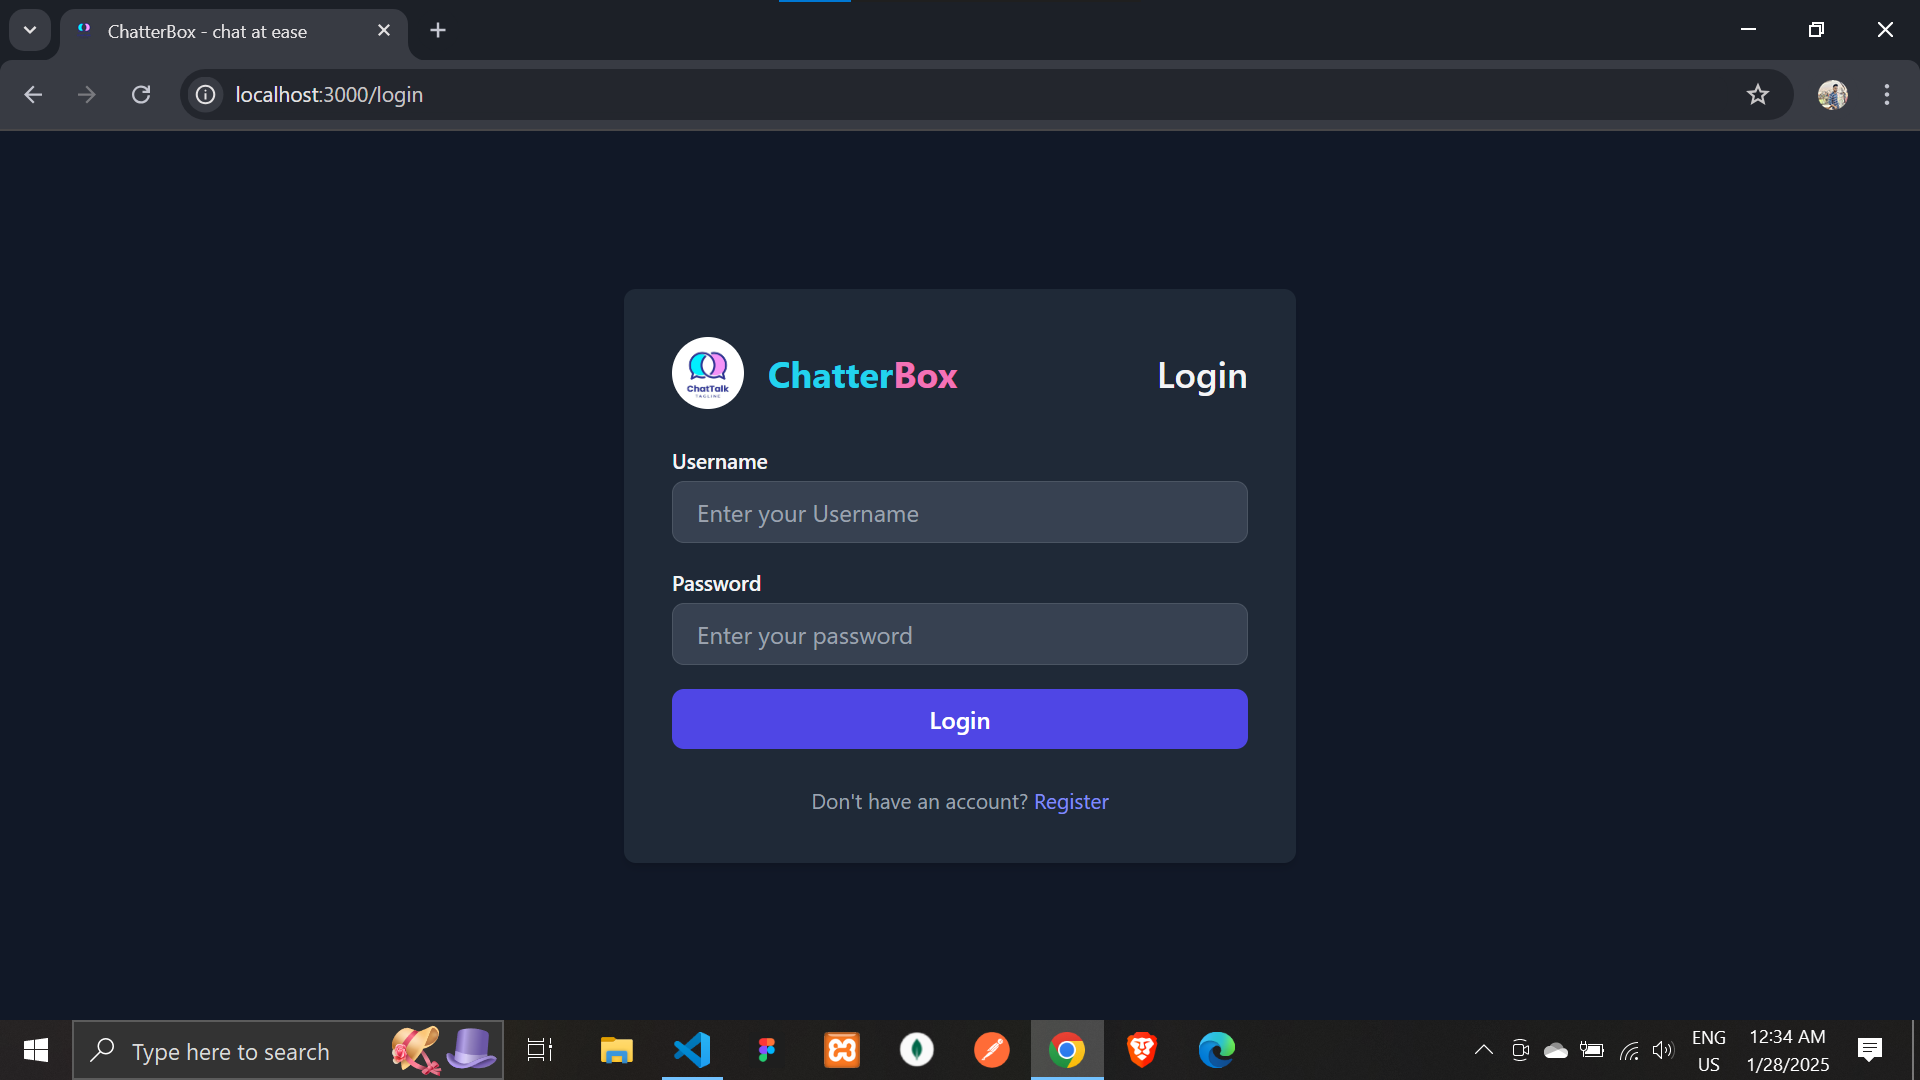 ChatterBox - chat at ease
localhost:3000/login
ChatTalk
TAGLINE
ChatterBox
Login
Username
Enter your Username
Password
Enter your password
Login
Don't have an account? Register
Type here to search
ENG
US
12:34 AM
1/28/2025